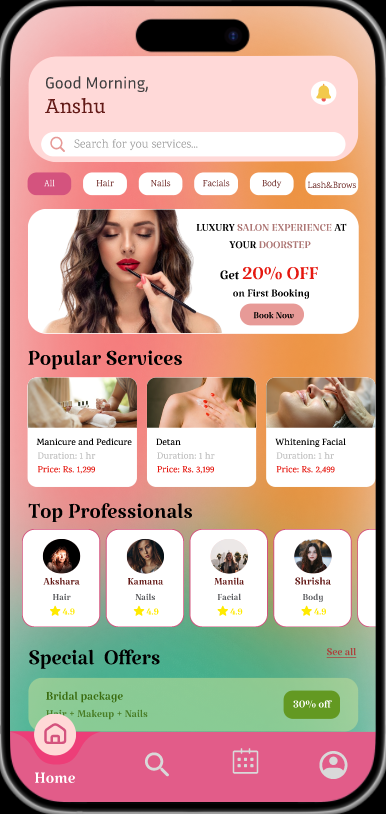 Good Morning,
Anshu
Search for you services...
All Hair Nails Facials Body Lash&Brows
LUXURY SALON EXPERIENCE AT
YOUR DOORSTEP
Get 20% OFF
on First Booking
Book Now
Popular Services
Manicure and Pedicure
Duration: 1 hr
Price: Rs. 1,299
Detan
Duration: 1 hr
Price: Rs. 3,199
Whitening Facial
Duration: 1 hr
Price: Rs. 2,499
Top Professionals
Akshara
Hair
4,9
Kamana
Nails
4,9
Manila
Facial
4,9
Shrisha
Body
4,9
Special Offers
See all
Bridal package
Hair + Makeup + Nails
30% off
Home